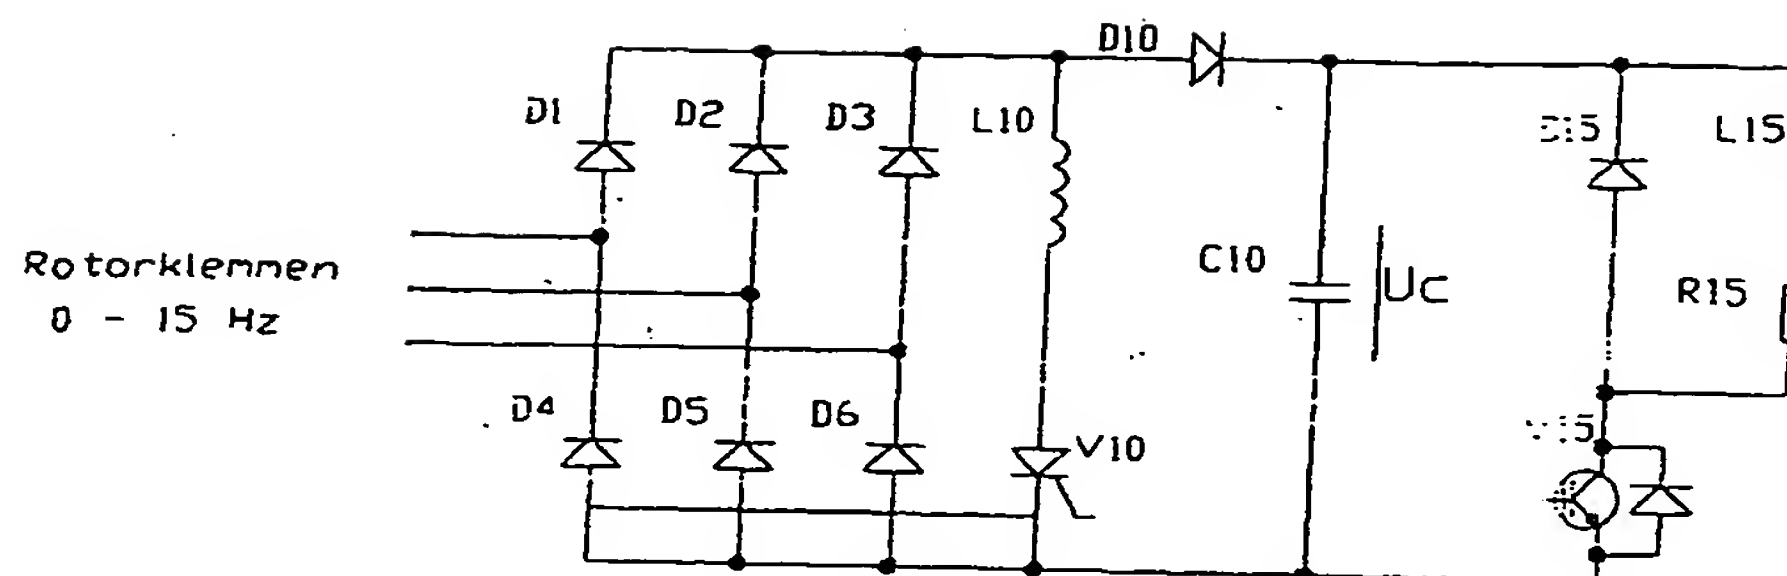 D10
D1
D2
D3
L10
L15
Rotorklemmen
0 - 15 Hz
C10
Uc
R15
D4
D5
D6
V10